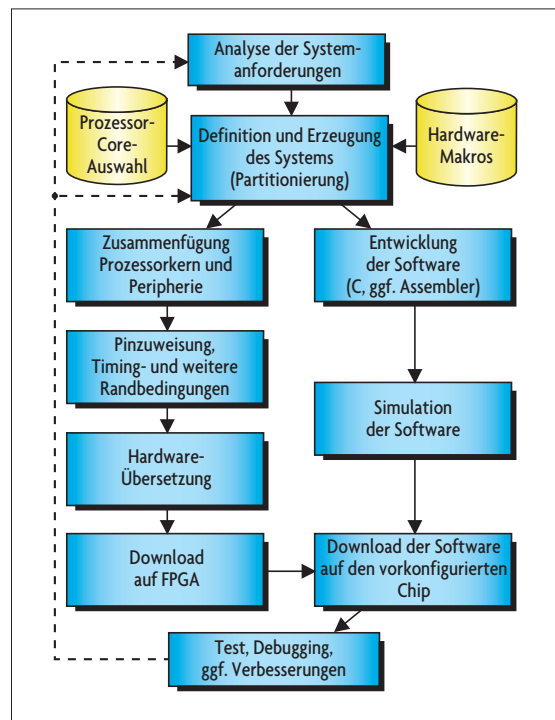 Analyse der System-
anforderungen
Prozessor-
Core-
Auswahl
Definition und Erzeugung
des Systems
(Partitionierung)
Hardware-
Makros
Zusammenfügung
Prozessorkern und
Peripherie
Entwicklung
der Software
(C, ggf. Assembler)
Pinzuweisung,
Timing- und weitere
Randbedingungen
Simulation
der Software
Hardware-
Übersetzung
Download
auf FPGA
Download der Software
auf den vorkonfigurierten
Chip
Test, Debugging,
ggf. Verbesserungen